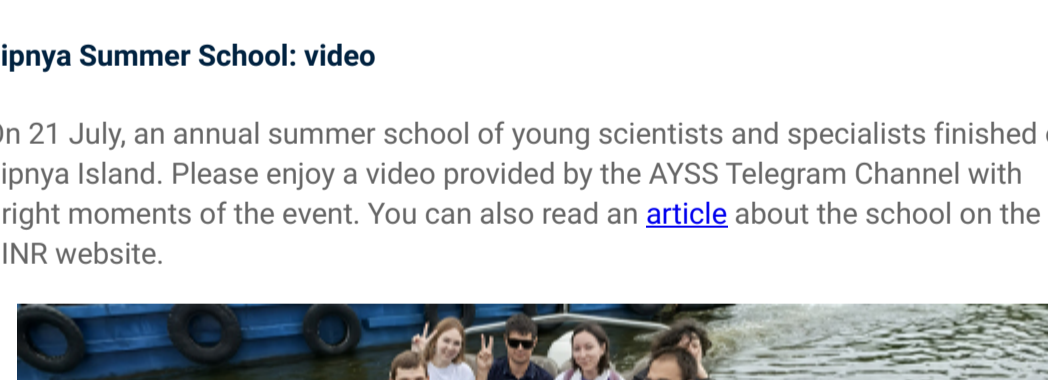 ipnya Summer School: video
On 21 July, an annual summer school of young scientists and specialists finished
ipnya Island. Please enjoy a video provided by the AYSS Telegram Channel with
right moments of the event. You can also read an article about the school on the
INR website.